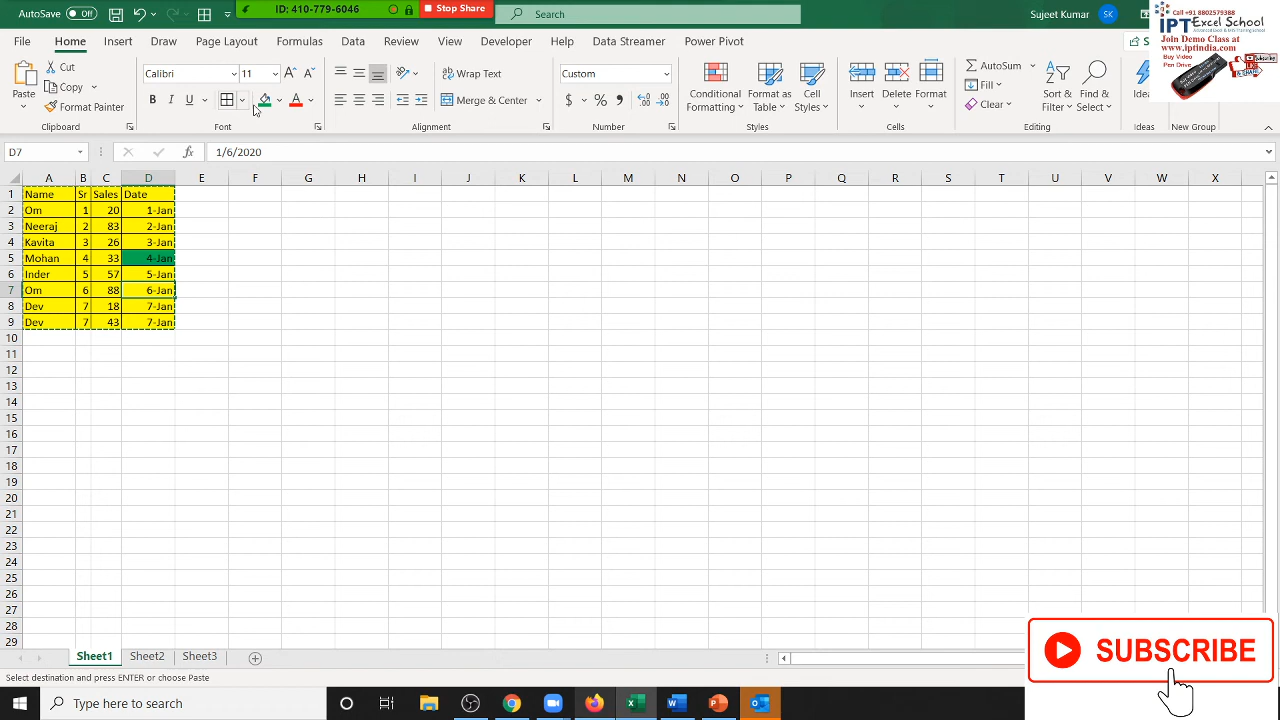 AutoSave Off
ID: 410-779-6046
Stop Share
Search
Sujeet Kumar
SK
Call +91 8802579388
IPT Excel School
Join Demo Class at
www.iptindia.com
Buy Video
Pen Drive
Home Insert Page Layout Formulas Data Review View Developer Help Data Streamer Power Pivot
Cut
Copy
Format Painter
Paste
Clipboard
Calibri 11
B I U
Font
Wrap Text
Merge & Center
Alignment
Custom
$ %
Number
Conditional Formatting
Format as Table
Cell Styles
Styles
Insert Delete Format
Cells
AutoSum
Fill
Clear
Sort & Filter
Find & Select
Editing
Ideas
Ideas
New Group
D7 fx 1/6/2020
A B C D E F G H I J K L M N O P Q R S T U V W X
1 Name Sr Sales Date
2 Om 1 20 1-Jan
3 Neeraj 2 83 2-Jan
4 Kavita 3 26 3-Jan
5 Mohan 4 33 4-Jan
6 Inder 5 57 5-Jan
7 Om 6 88 6-Jan
8 Dev 7 18 7-Jan
9 Dev 7 43 7-Jan
10
11
12
13
14
15
16
17
18
19
20
21
22
23
24
25
26
27
28
29
SUBSCRIBE
Sheet1 Sheet2 Sheet3
Select destination and press ENTER or choose Paste
Type here to search